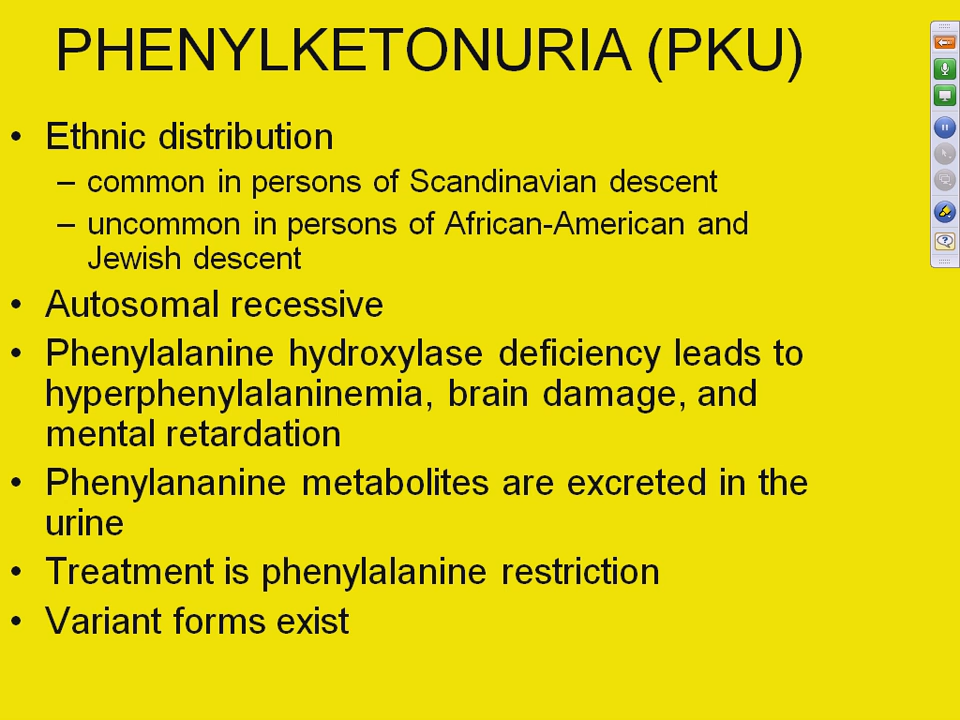 PHENYLKETONURIA (PKU)
• Ethnic distribution
– common in persons of Scandinavian descent
– uncommon in persons of African-American and
Jewish descent
• Autosomal recessive
• Phenylalanine hydroxylase deficiency leads to
hyperphenylalaninemia, brain damage, and
mental retardation
• Phenylananine metabolites are excreted in the
urine
• Treatment is phenylalanine restriction
• Variant forms exist